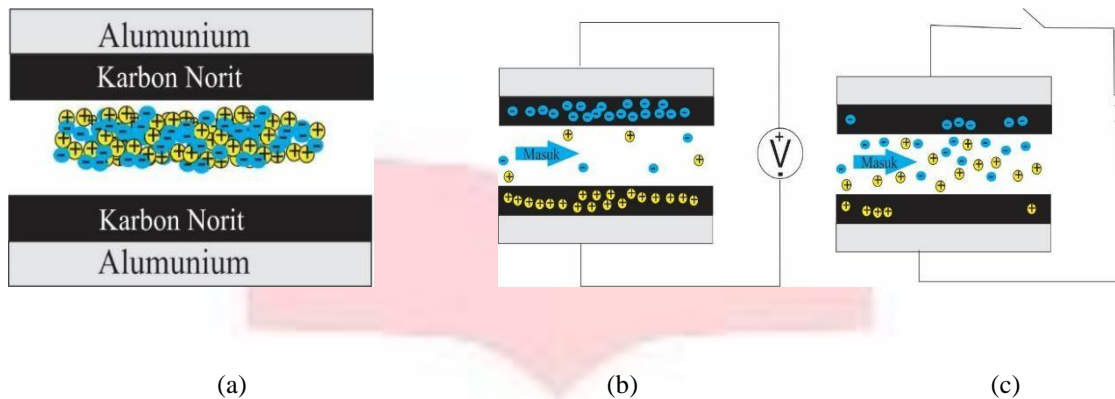 Alumunium
Karbon Norit
Karbon Norit
Alumunium
(a)
Masuk
+
V
-
(b)
Masuk
(c)